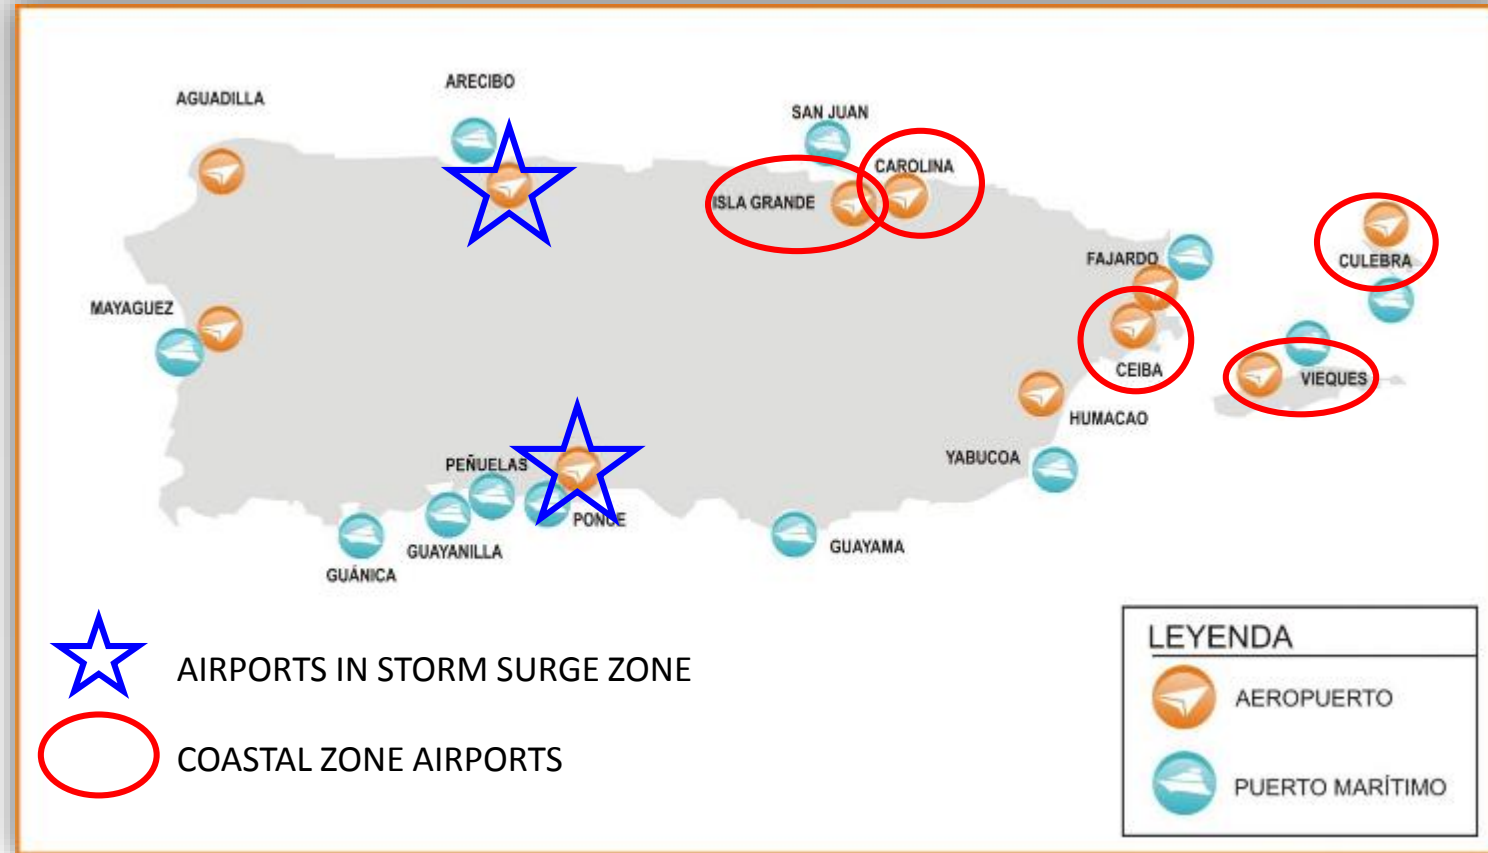 ARECIBO
AGUADILLA
SAN JUAN
CAROLINA
ISLA GRANDE
FAJARDO
CULEBRA
MAYAGUEZ
CEIBA
VIEQUES
HUMACAO
YABUCOA
PEÑUELAS
PONCE
GUAYAMA
GUAYANILLA
GUÁNICA
AIRPORTS IN STORM SURGE ZONE
COASTAL ZONE AIRPORTS
LEYENDA
AEROPUERTO
PUERTO MARÍTIMO